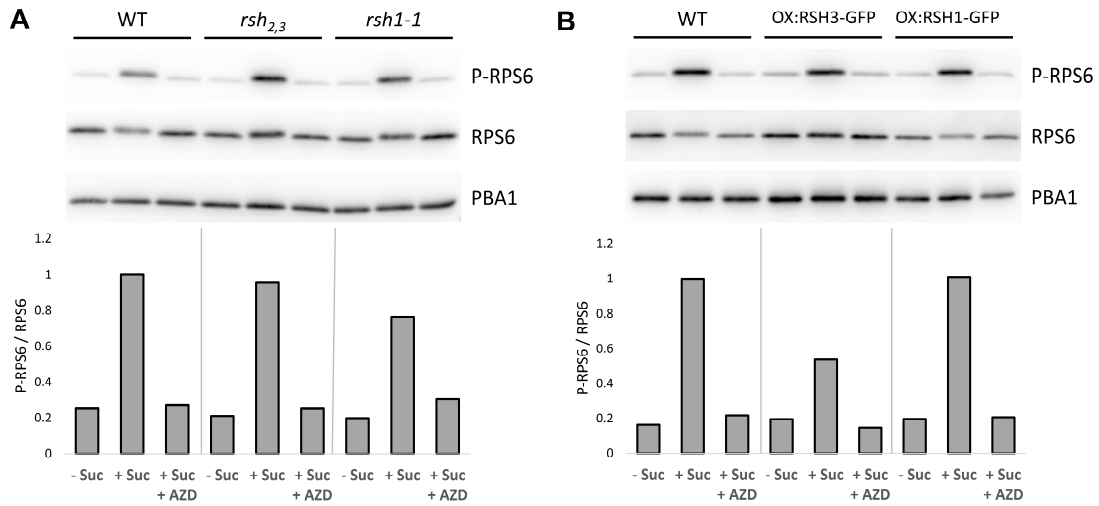 A
WT
rsh2,3
rsh1-1
P-RPS6
RPS6
PBA1
1.2
1
0.8
0.6
0.4
0.2
0
P-RPS6 / RPS6
- Suc
+ Suc
+ Suc + AZD
- Suc
+ Suc
+ Suc + AZD
- Suc
+ Suc
+ Suc + AZD
B
WT
OX:RSH3-GFP
OX:RSH1-GFP
P-RPS6
RPS6
PBA1
1.2
1
0.8
0.6
0.4
0.2
0
P-RPS6 / RPS6
- Suc
+ Suc
+ Suc + AZD
- Suc
+ Suc
+ Suc + AZD
- Suc
+ Suc
+ Suc + AZD